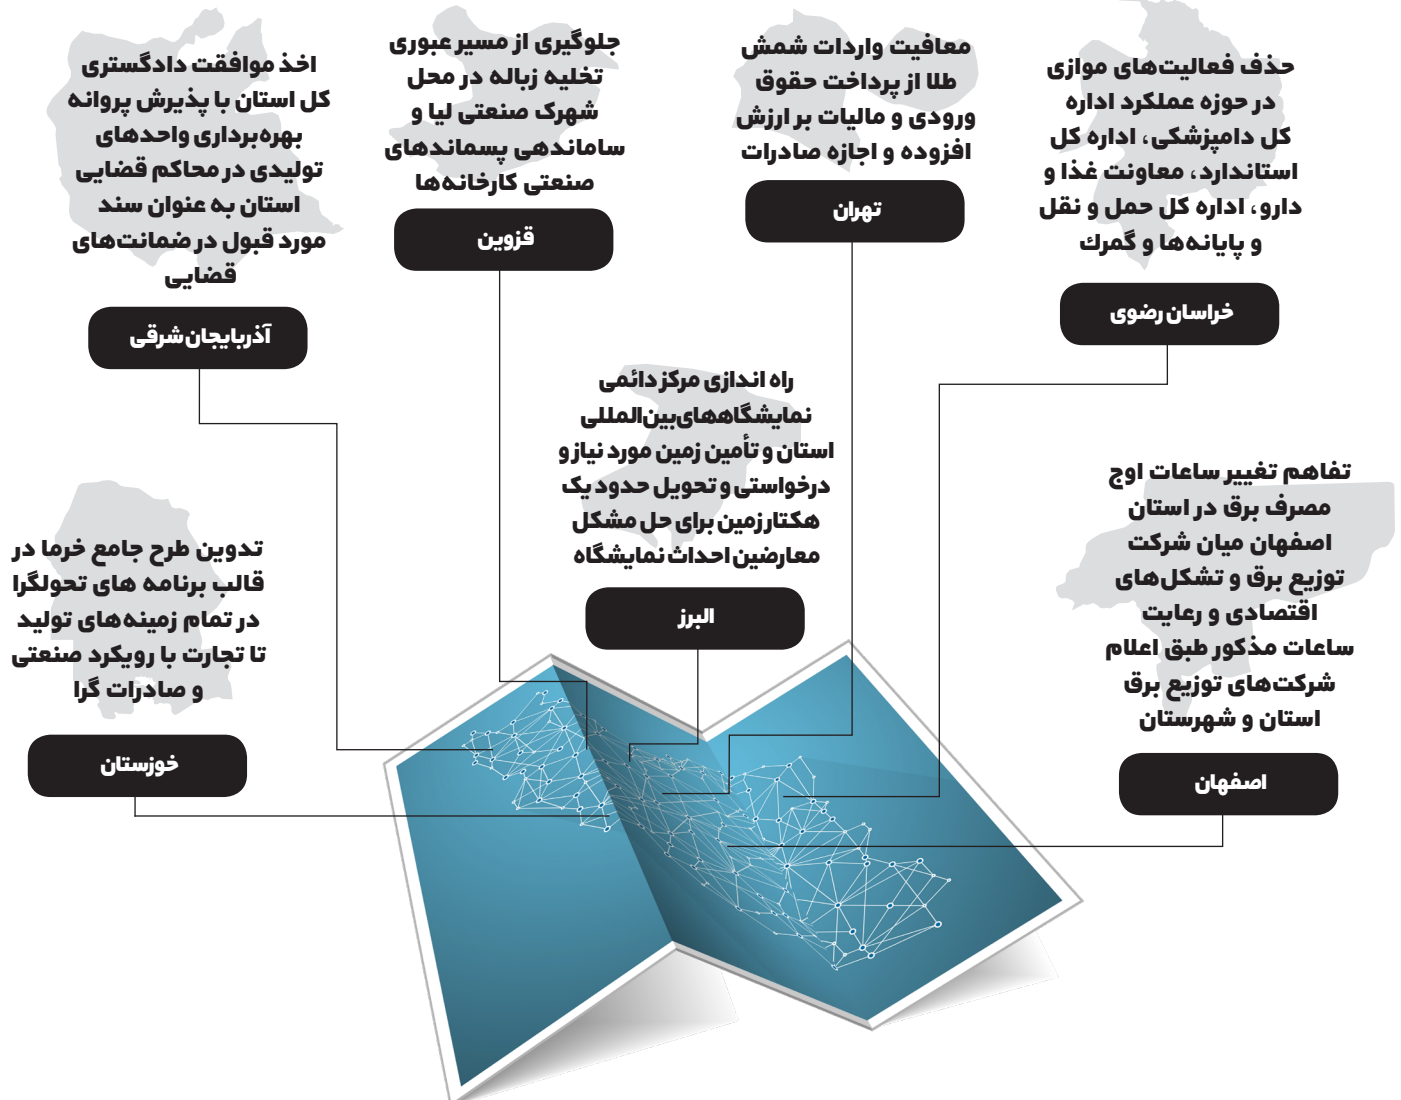 حذف فعالیت‌های موازی
در حوزه عملکرد اداره
کل دامپزشکی، اداره کل
استاندارد، معاونت غذا و
دارو، اداره کل حمل و نقل
و پایانه‌ها و گمرك
خراسان رضوی
معافیت واردات شمش
طلا از پرداخت حقوق
ورودی و مالیات بر ارزش
افزوده و اجازه صادرات
تهران
جلوگیری از مسیر عبوری
تخلیه زباله در محل
شهرک صنعتی لیا و
ساماندهی پسماندهای
صنعتی کارخانه‌ها
قزوین
اخذ موافقت دادگستری
کل استان با پذیرش پروانه
بهره‌برداری واحدهای
تولیدی در محاکم قضایی
استان به عنوان سند
مورد قبول در ضمانت‌های
قضایی
آذربایجان شرقی
راه اندازی مرکز دائمی
نمایشگاههای بین‌المللی
استان و تأمین زمین مورد نیاز و
درخواستی و تحویل حدود یک
هکتار زمین برای حل مشکل
معارضین احداث نمایشگاه
البرز
تفاهم تغییر ساعات اوج
مصرف برق در استان
اصفهان میان شرکت
توزیع برق و تشکل‌های
اقتصادی و رعایت
ساعات مذکور طبق اعلام
شرکت‌های توزیع برق
استان و شهرستان
اصفهان
تدوین طرح جامع خرما در
قالب برنامه های تحولگرا
در تمام زمینه‌های تولید
تا تجارت با رویکرد صنعتی
و صادرات گرا
خوزستان